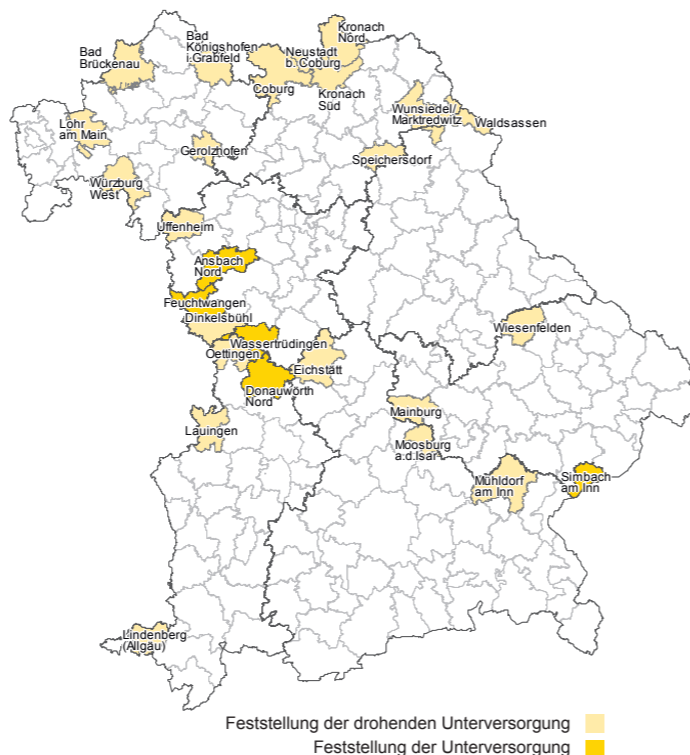 Kronach
Nord
Bad
Königshofen
i.Grabfeld
Bad
Brückenau
Neustadt
b. Coburg
Coburg
Kronach
Süd
Wunsiedel/
Marktredwitz
Waldsassen
Lohr
am Main
Gerolzhofen
Speichersdorf
Würzburg
West
Uffenheim
Ansbach
Nord
Feuchtwangen
Dinkelsbühl
Wiesenfelden
Wassertrüdingen
Oettingen
Eichstätt
Donauwörth
Nord
Mainburg
Lauingen
Moosburg
a.d.Isar
Mühldorf
am Inn
Simbach
am Inn
Lindenberg
(Allgäu)
Feststellung der drohenden Unterversorgung
Feststellung der Unterversorgung